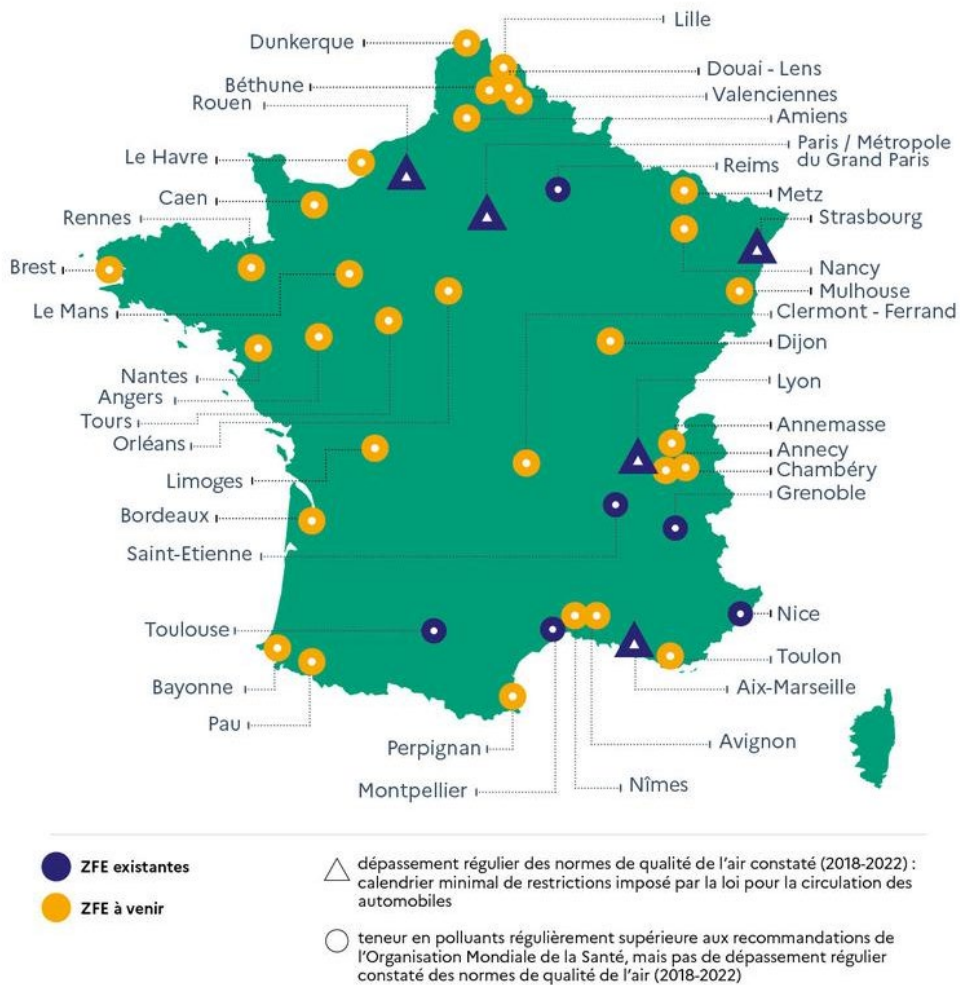 Lille
Dunkerque
Douai - Lens
Béthune
Valenciennes
Rouen
Amiens
Paris / Métropole
du Grand Paris
Le Havre
Reims
Metz
Caen
Strasbourg
Rennes
Brest
Nancy
Mulhouse
Le Mans
Clermont - Ferrand
Dijon
Nantes
Lyon
Angers
Tours
Annemasse
Orléans
Annecy
Chambéry
Limoges
Grenoble
Bordeaux
Saint-Etienne
Nice
Toulouse
Toulon
Bayonne
Aix-Marseille
Pau
Avignon
Perpignan
Nîmes
Montpellier
ZFE existantes
ZFE à venir
dépassement régulier des normes de qualité de l'air constaté (2018-2022) :
calendrier minimal de restrictions imposé par la loi pour la circulation des
automobiles
teneur en polluants régulièrement supérieure aux recommandations de
l'Organisation Mondiale de la Santé, mais pas de dépassement régulier
constaté des normes de qualité de l'air (2018-2022)